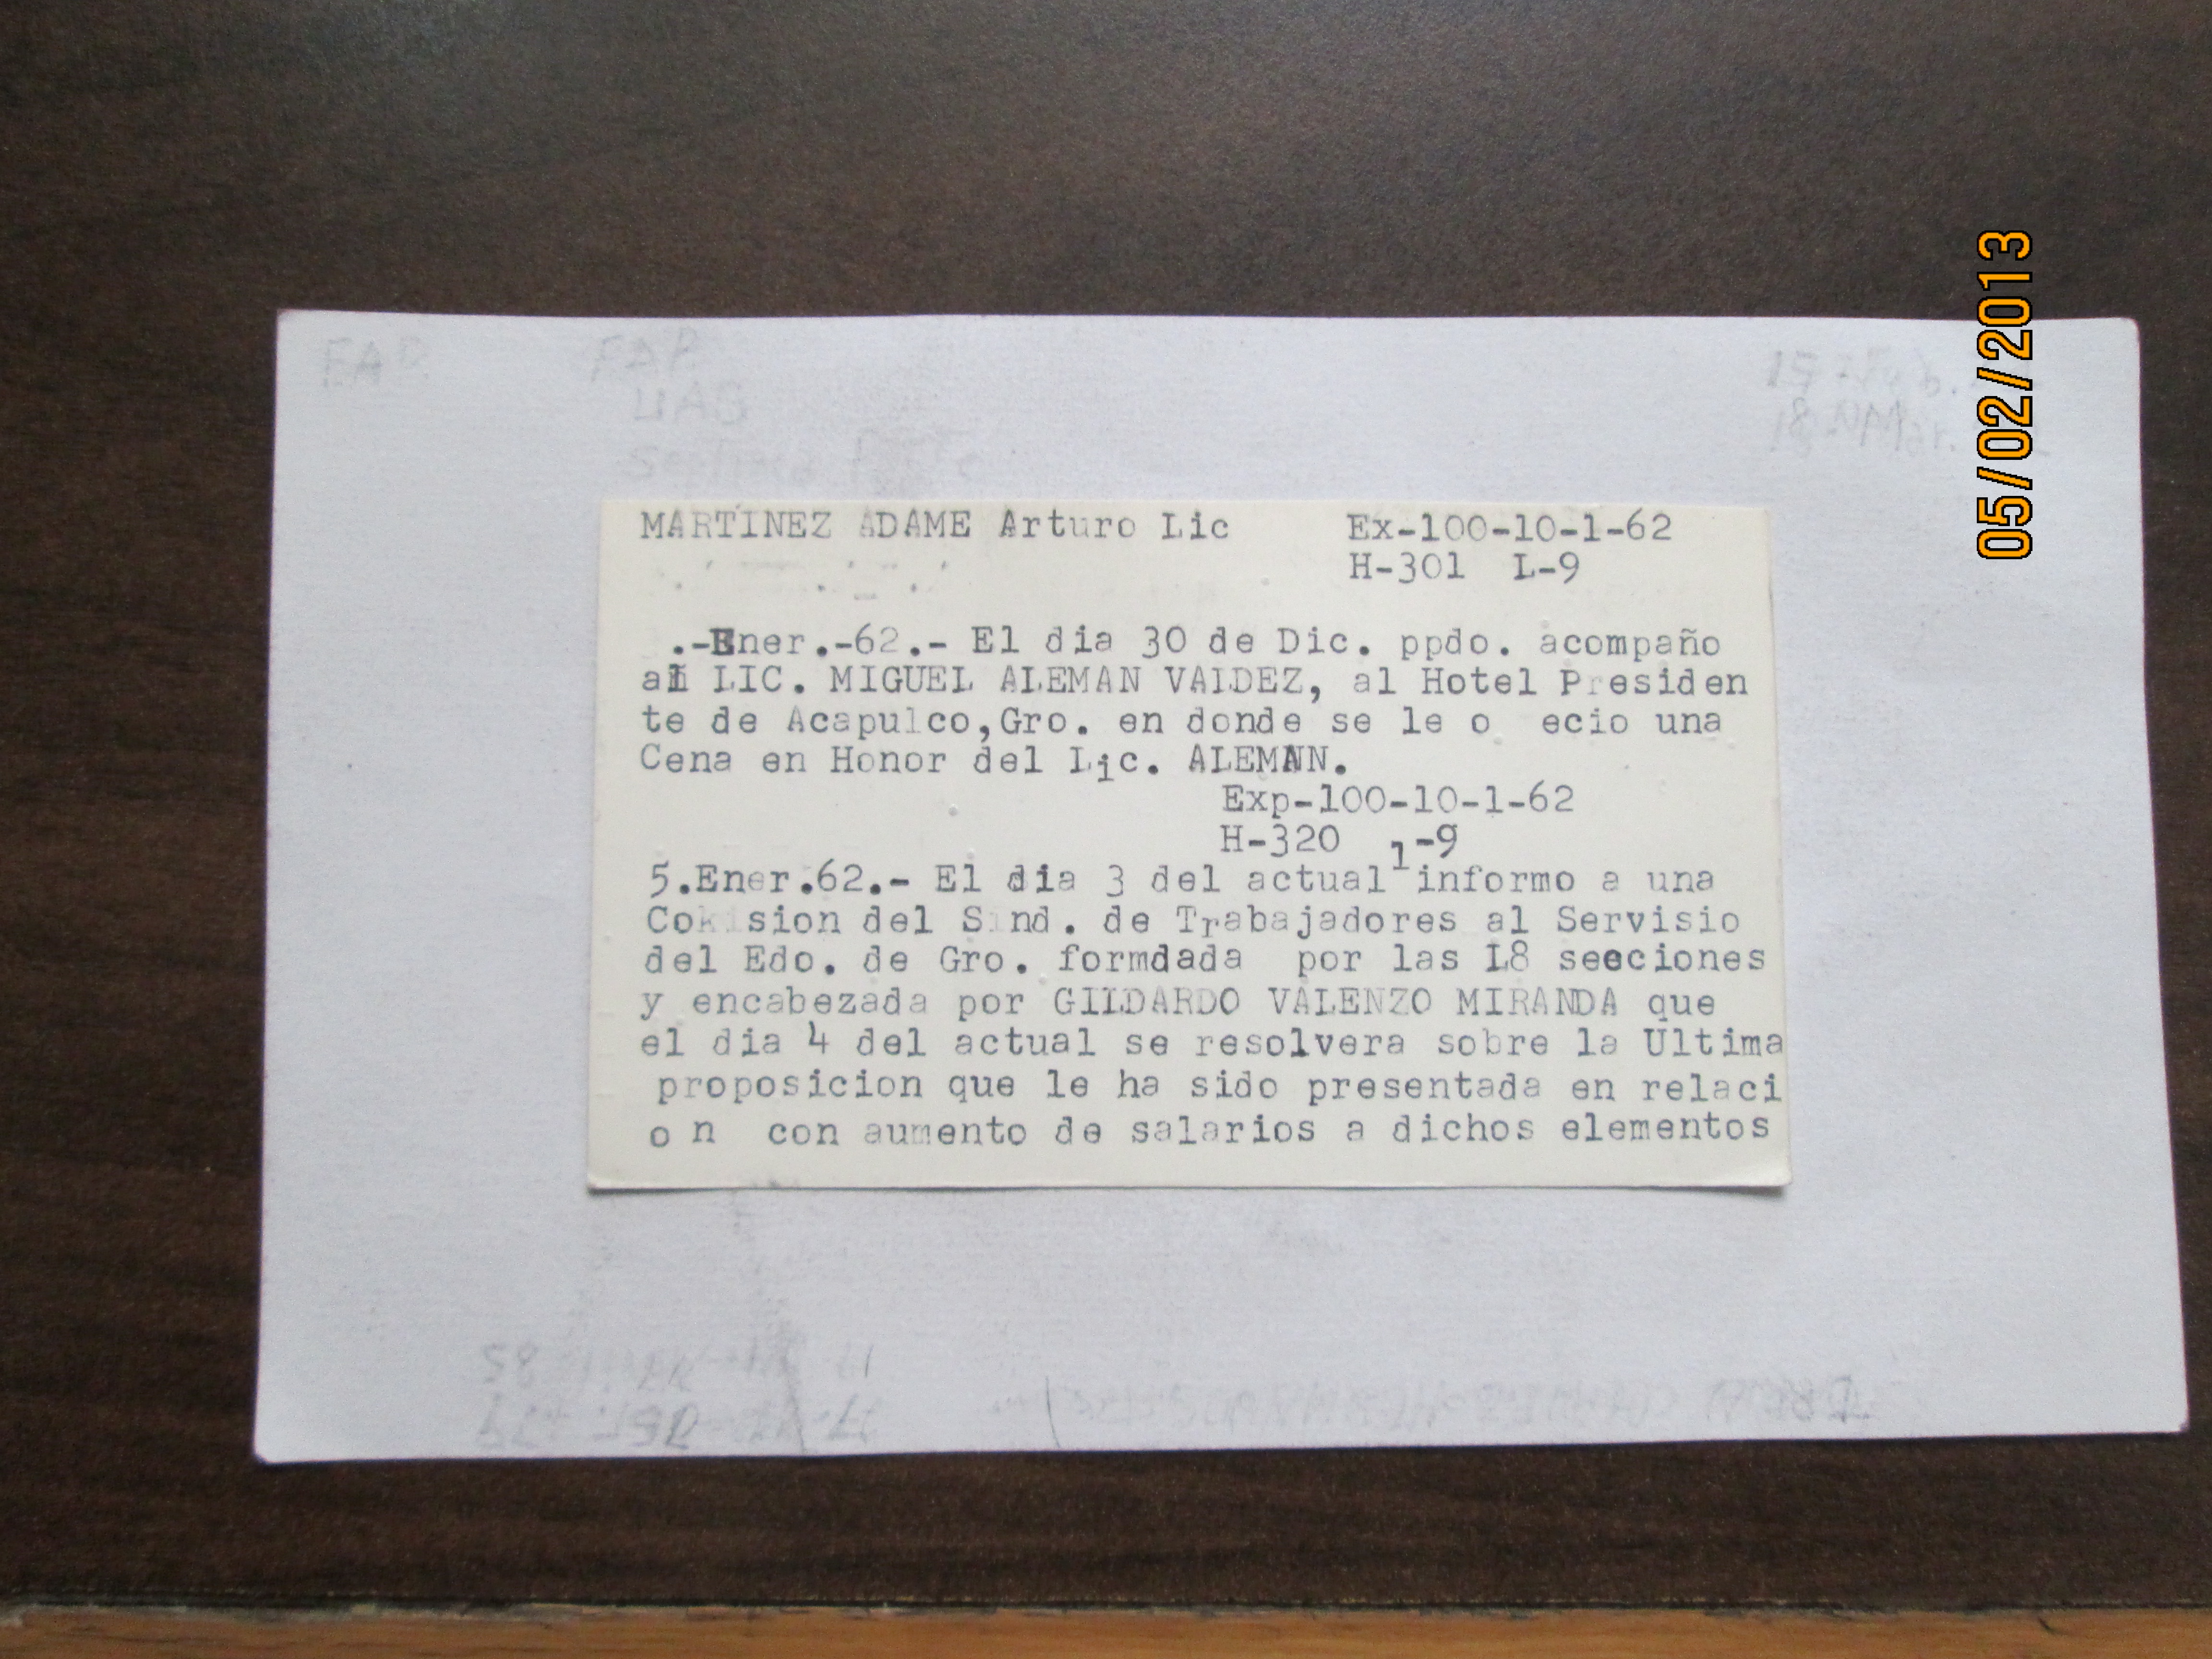 MARTINEZ ADAME Arturo Lic Ex-100-10-1-62
H-301 L-9
.-Ener.-62.- El dia 30 de Dic. ppdo. acompaño
al LIC. MIGUEL ALEMAN VALDEZ, al Hotel Presiden
te de Acapulco,Gro. en donde se le o ecio una
Cena en Honor del Lic. ALEMAN.
Exp-100-10-1-62
H-320 l-9
5.Ener.62.- El dia 3 del actual informo a una
Comision del Sind. de Trabajadores al Servisio
del Edo. de Gro. formdada por las L8 seeciones
y encabezada por GILDARDO VALENZO MIRANDA que
el dia 4 del actual se resolvera sobre la Ultima
proposicion que le ha sido presentada en relaci
o n con aumento de salarios a dichos elementos
05/02/2013